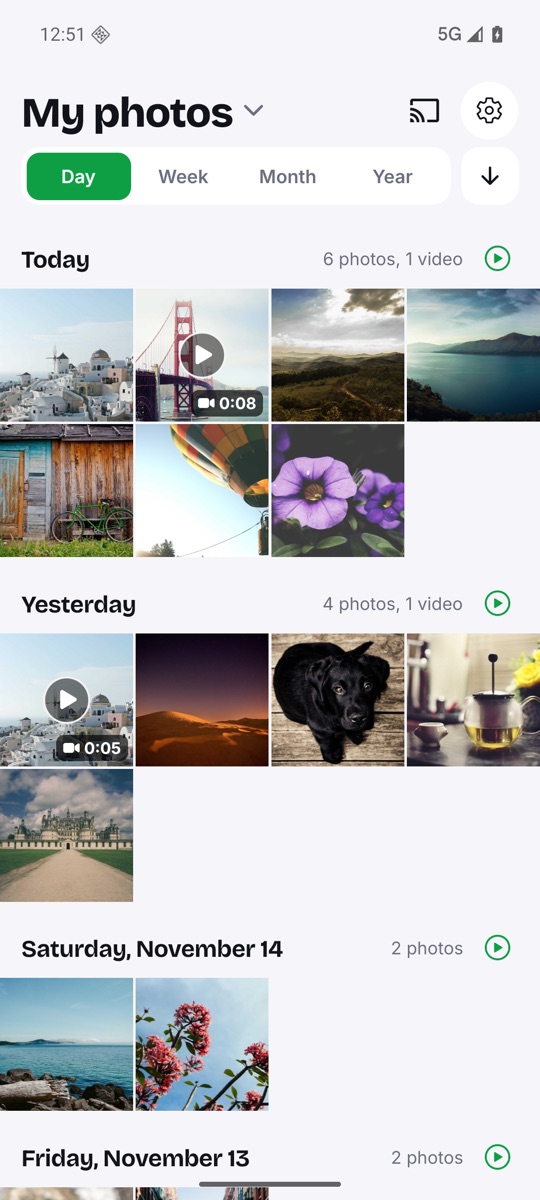 12:51
5G
My photos
Day Week Month Year
Today 6 photos, 1 video
0:08
Yesterday 4 photos, 1 video
0:05
Saturday, November 14 2 photos
Friday, November 13 2 photos